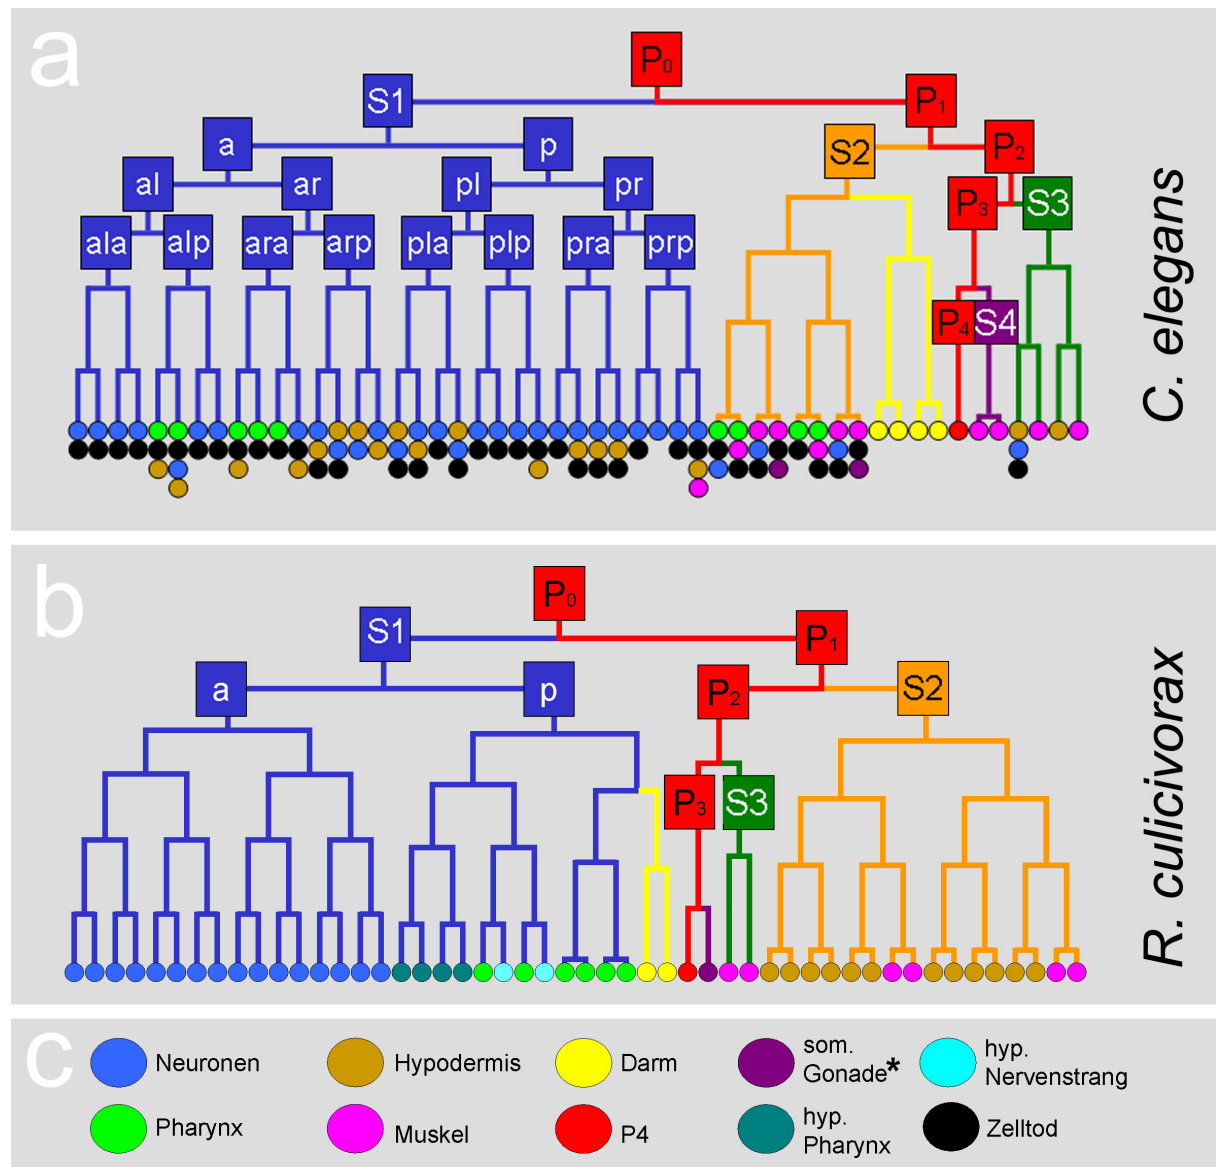 a
P0
S1
P1
a
p
S2
P2
al
ar
pl
pr
P3
S3
ala
alp
ara
arp
pla
plp
pra
prp
P4
S4
C. elegans
b
P0
S1
P1
a
p
P2
S2
P3
S3
R. culicivorax
c
Neuronen
Hypodermis
Darm
som.
Gonade*
hyp.
Nervenstrang
Pharynx
Muskel
P4
hyp.
Pharynx
Zelltod